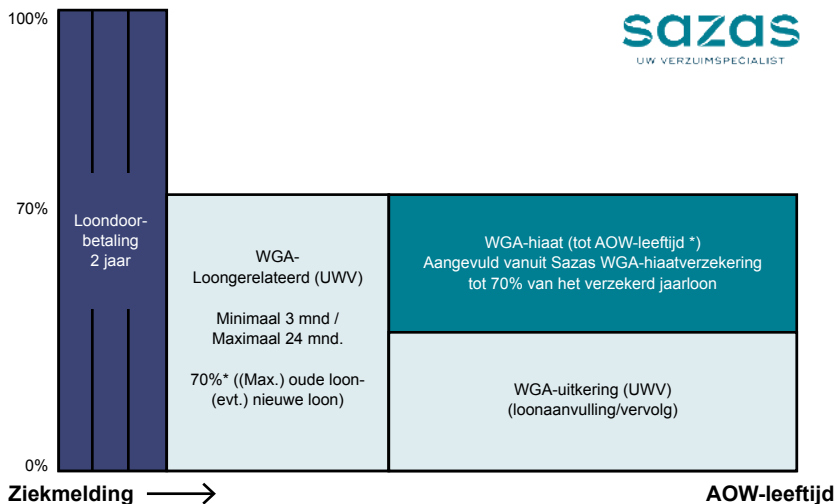 100%
sazas
UW VERZUIMSPECIALIST
70%
Loondoor-
betaling
2 jaar
WGA-
Loongerelateerd (UWV)
Minimaal 3 mnd /
Maximaal 24 mnd.
70%* ((Max.) oude loon-
(evt.) nieuwe loon)
WGA-hiaat (tot AOW-leeftijd *)
Aangevuld vanuit Sazas WGA-hiaatverzekering
tot 70% van het verzekerd jaarloon
WGA-uitkering (UWV)
(loonaanvulling/vervolg)
0%
Ziekmelding
AOW-leeftijd